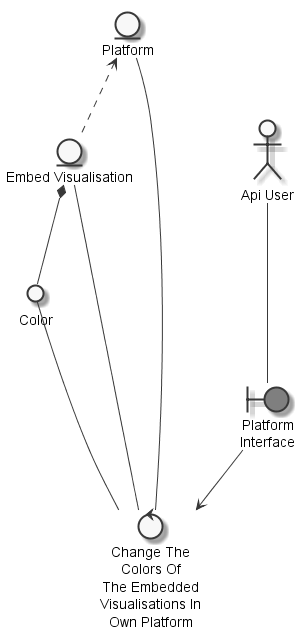 Platform
Embed Visualisation
Api User
Color
Platform
Interface
Change The
Colors Of
The Embedded
Visualisations In
Own Platform